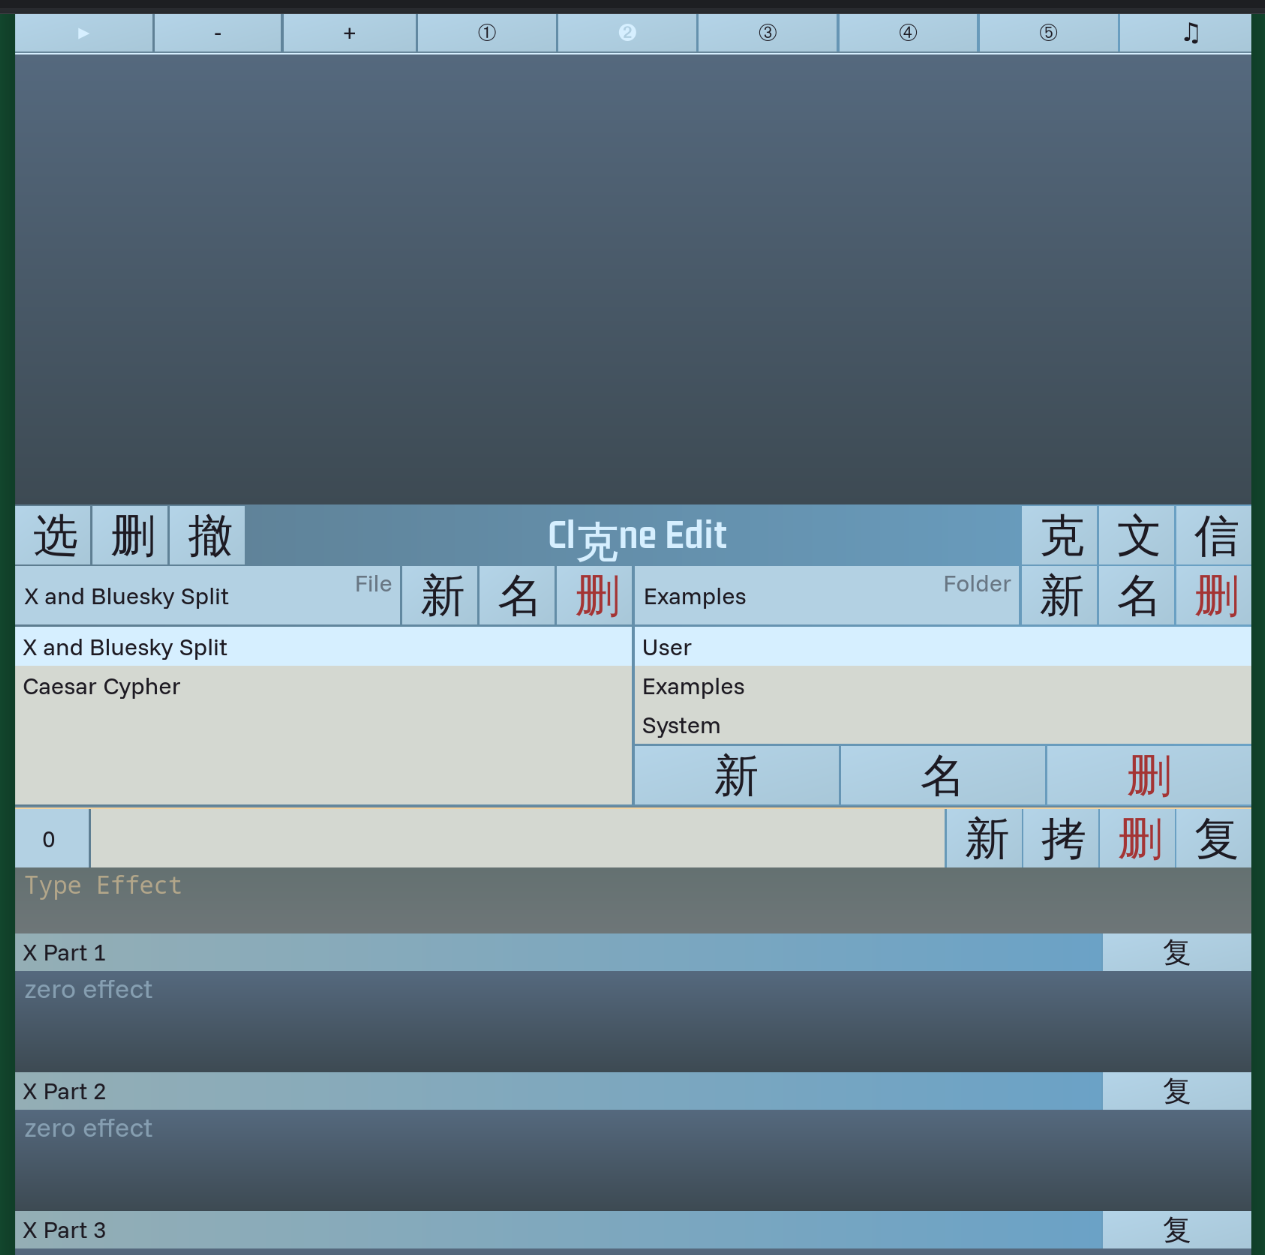 ▶ - + ① ❷ ③ ④ ⑤ ♫
选 删 撤 Cl克ne Edit 克 文 信
X and Bluesky Split File 新 名 删 Examples Folder 新 名 删
X and Bluesky Split User
Caesar Cypher Examples
System
新 名 删
0 新 拷 删 复
Type Effect
X Part 1 复
zero effect
X Part 2 复
zero effect
X Part 3 复